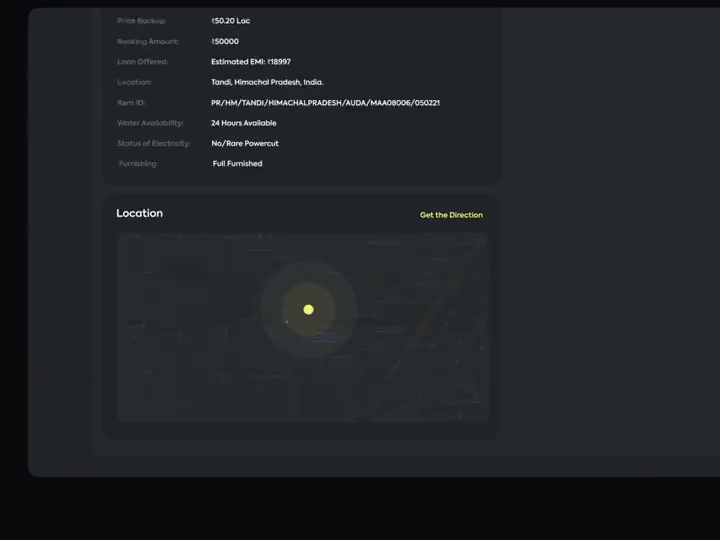 Price Backup: ₹50.20 Lac
Booking Amount: ₹50000
Loan Offered: Estimated EMI: ₹18997
Location: Tandi, Himachal Pradesh, India.
Rera ID: PR/HM/TANDI/HIMACHALPRADESH/AUDA/MAA08006/050221
Water Availability: 24 Hours Available
Status of Electricity: No/Rare Powercut
Furnishing: Full Furnished
Location Get the Direction